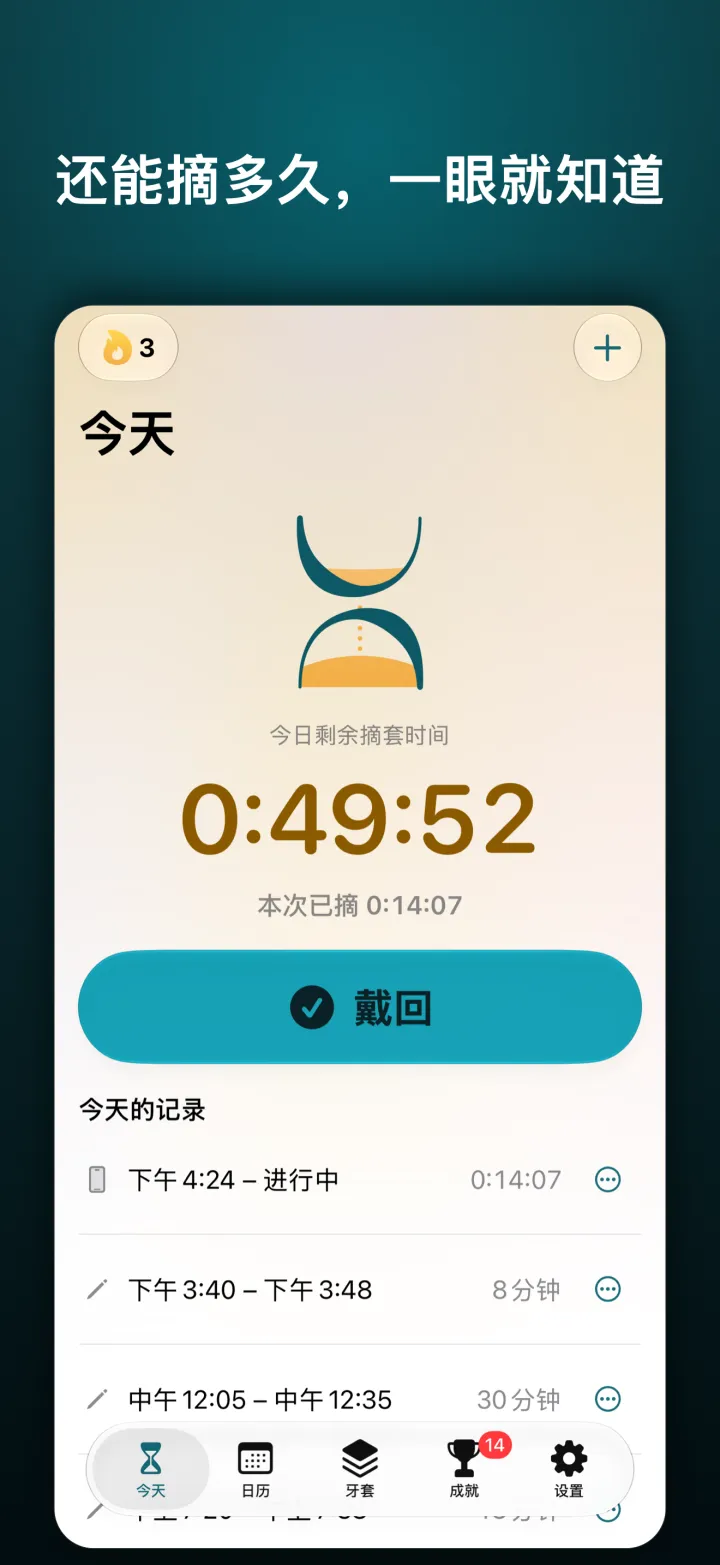 还能摘多久，一眼就知道
3
今天
今日剩余摘套时间
0:49:52
本次已摘 0:14:07
戴回
今天的记录
下午 4:24 – 进行中 0:14:07
下午 3:40 – 下午 3:48 8 分钟
中午 12:05 – 中午 12:35 30 分钟
14
今天 日历 牙套 成就 设置